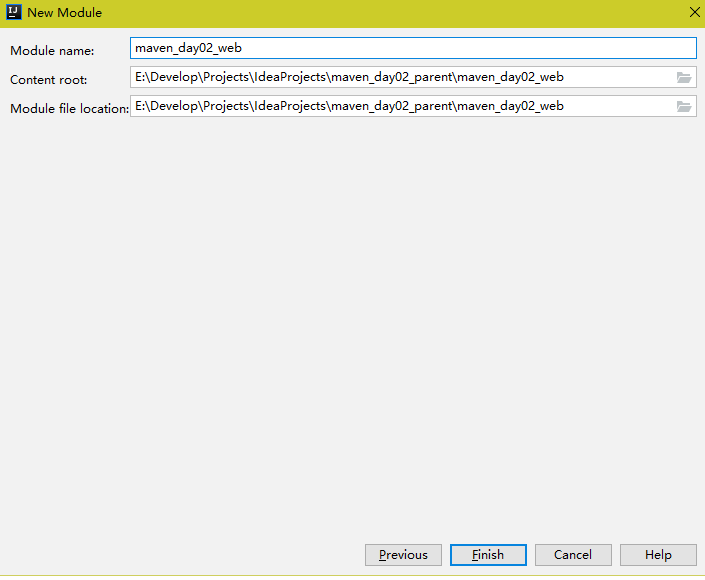 New Module
Module name: maven_day02_web
Content root: E:\Develop\Projects\IdeaProjects\maven_day02_parent\maven_day02_web
Module file location: E:\Develop\Projects\IdeaProjects\maven_day02_parent\maven_day02_web
Previous Finish Cancel Help